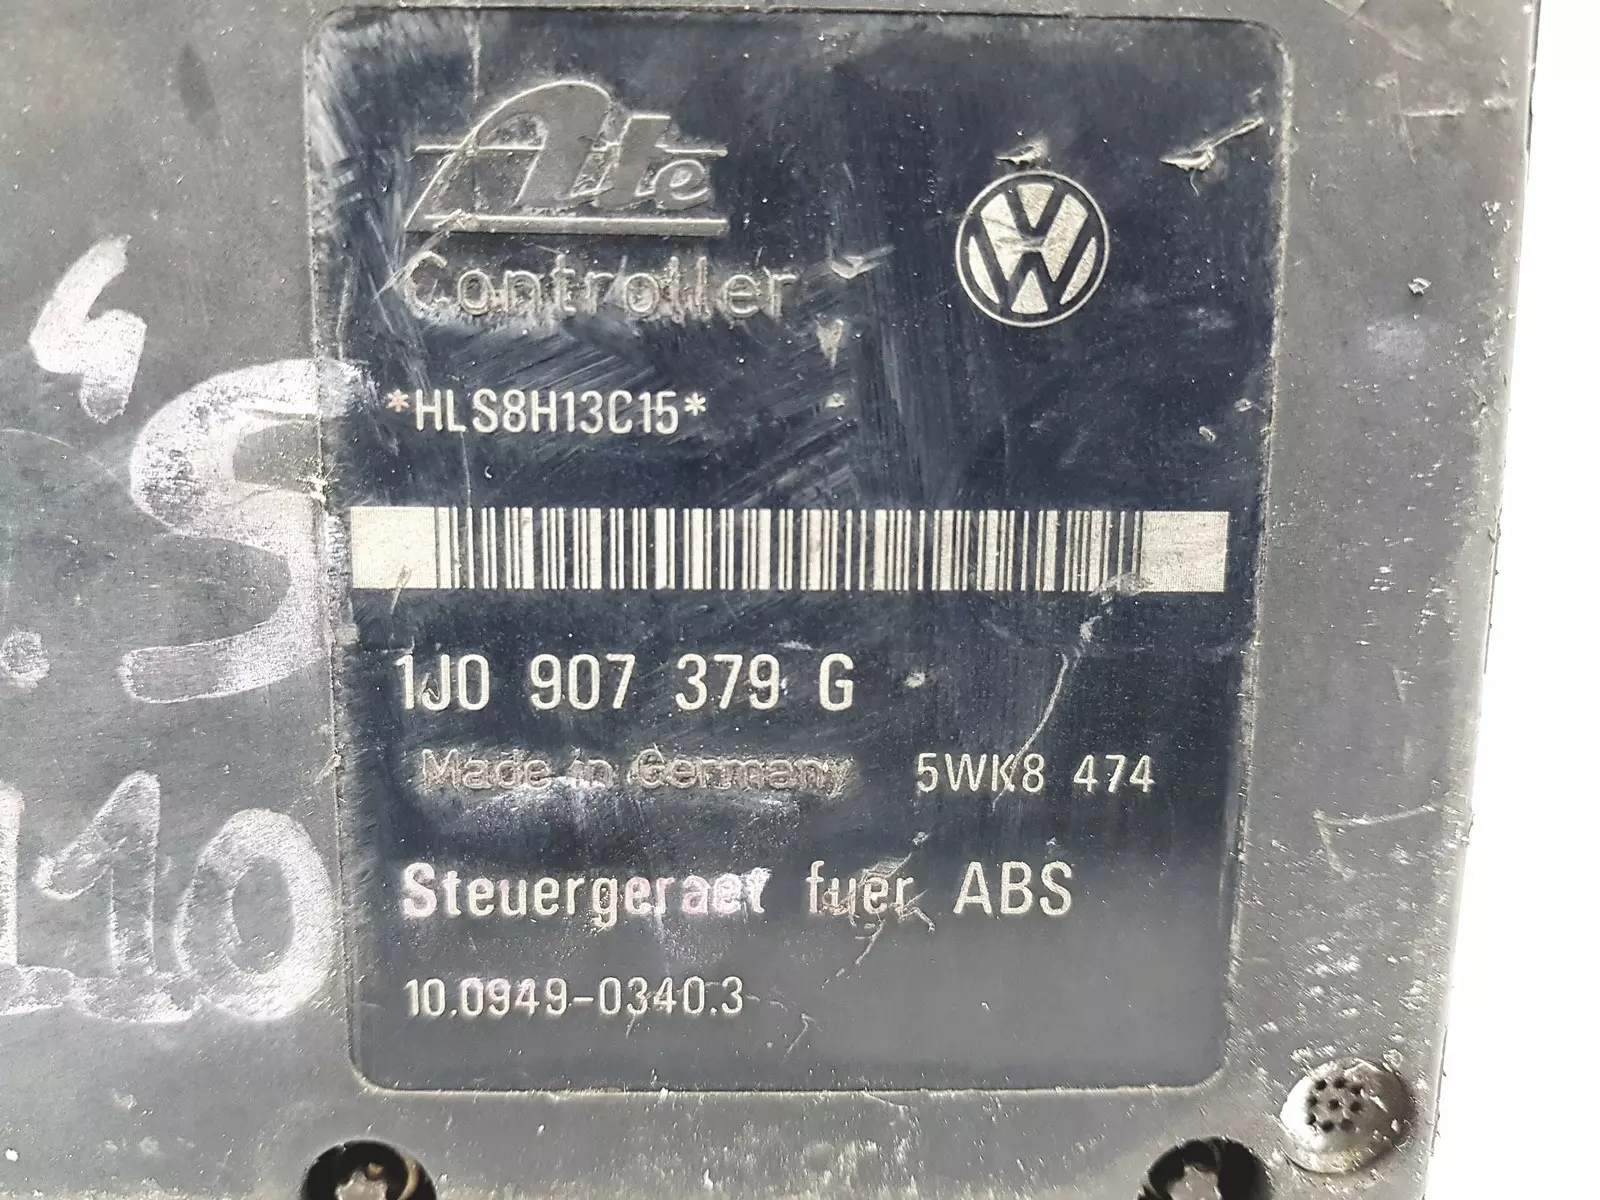 Ate
Controller
*HLS8H13C15*
1J0 907 379 G
Made in Germany 5WK8 474
Steuergeraet fuer ABS
10.0949-0340.3